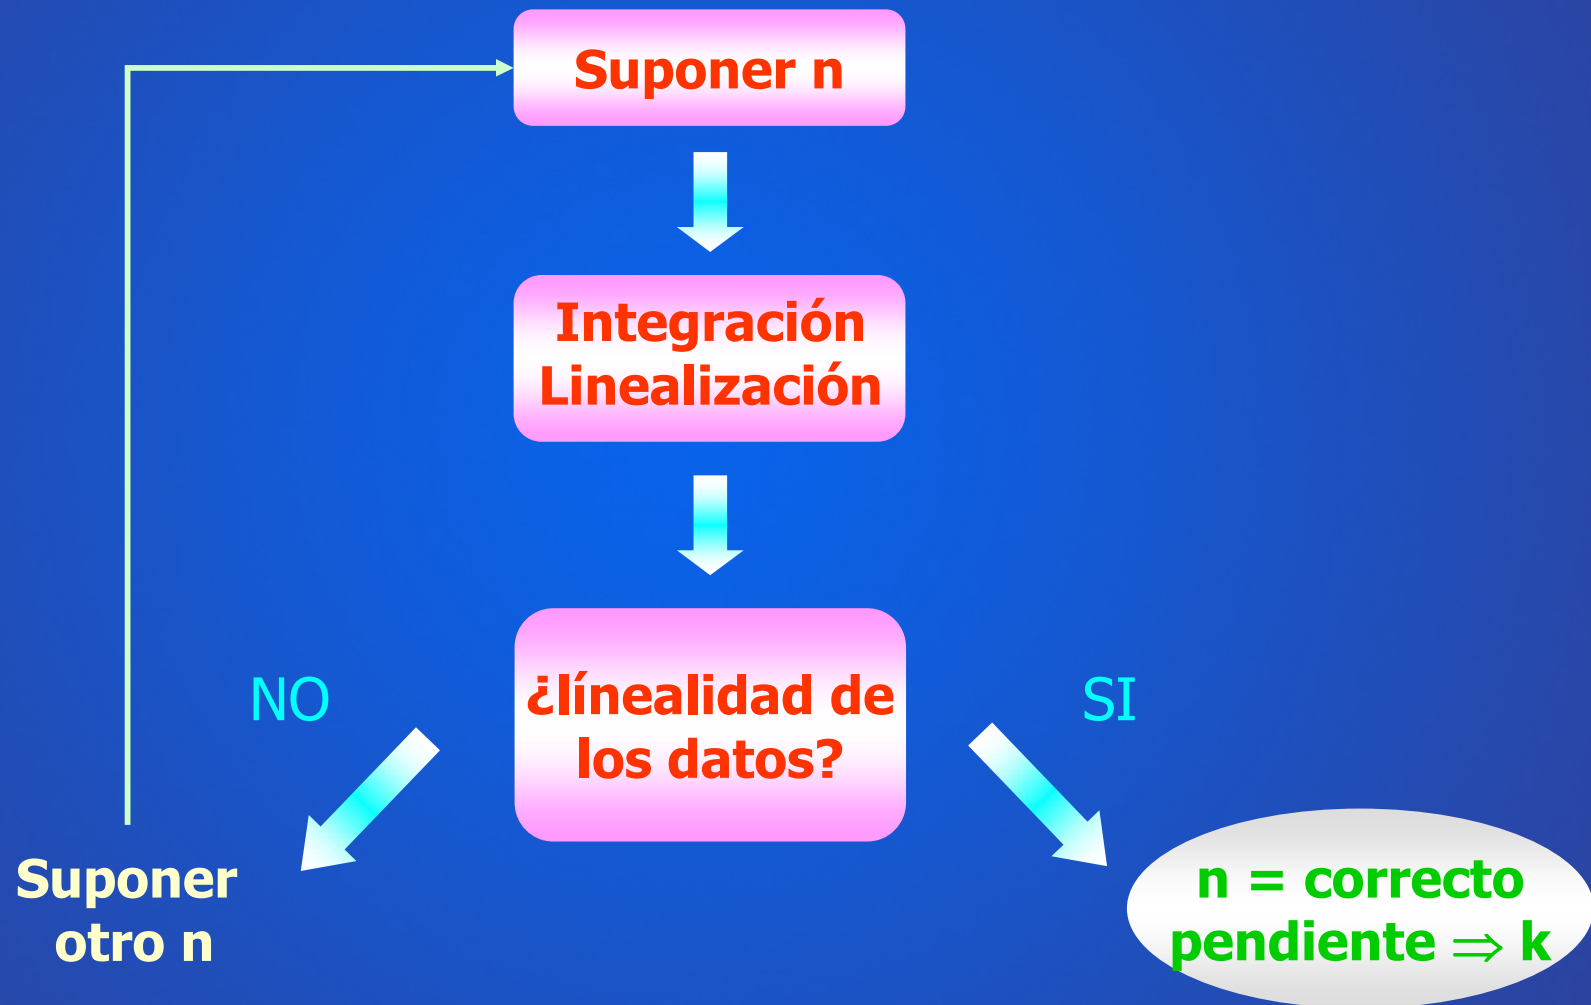 Suponer n
Integración
Linealización
NO
¿línealidad de
los datos?
SI
Suponer
otro n
n = correcto
pendiente ⇒ k